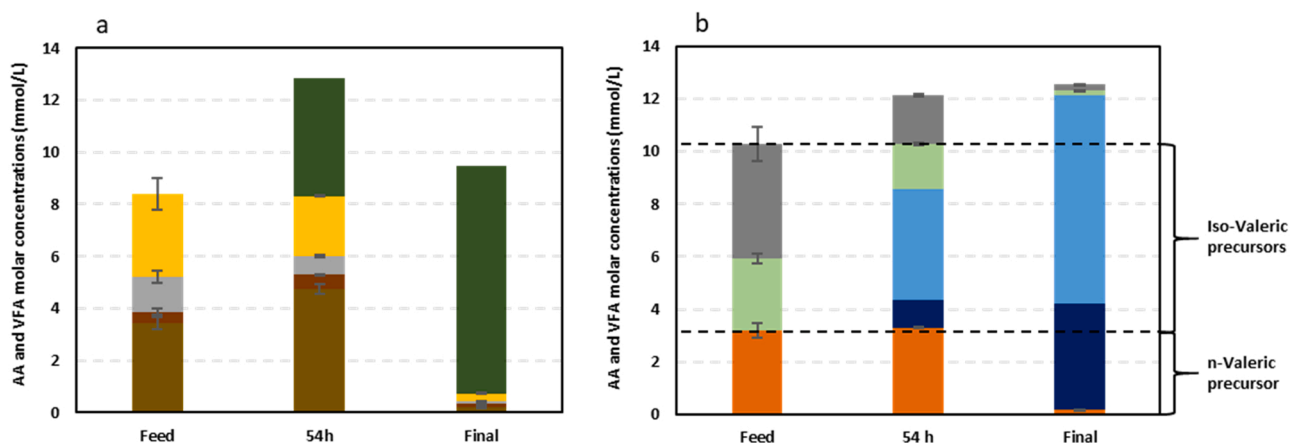 a
AA and VFA molar concentrations (mmol/L)
14
12
10
8
6
4
2
0
Feed
54h
Final
b
AA and VFA molar concentrations (mmol/L)
14
12
10
8
6
4
2
0
Feed
54 h
Final
Iso-Valeric
precursors
n-Valeric
precursor